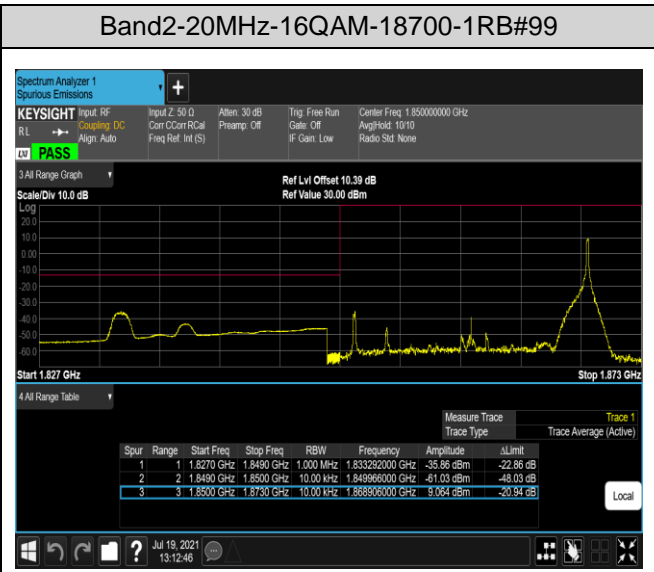 Band2-20MHz-16QAM-18700-1RB#99
Spectrum Analyzer 1
Spurious Emissions
+
KEYSIGHT Input: RF Input Z: 50 Ω Atten: 30 dB Trig: Free Run Center Freq: 1.850000000 GHz
RL Coupling: DC Corr CCorr RCal Preamp: Off Gate: Off Avg|Hold: 10/10
Align: Auto Freq Ref: Int (S) IF Gain: Low Radio Std: None
LXI PASS
3 All Range Graph
Ref Lvl Offset 10.39 dB
Scale/Div 10.0 dB Ref Value 30.00 dBm
Log
20.0
10.0
0.00
-10.0
-20.0
-30.0
-40.0
-50.0
-60.0
Start 1.827 GHz Stop 1.873 GHz
4 All Range Table
Measure Trace Trace 1
Trace Type Trace Average (Active)
Spur Range Start Freq Stop Freq RBW Frequency Amplitude ΔLimit
1 1 1.8270 GHz 1.8490 GHz 1.000 MHz 1.833292000 GHz -35.86 dBm -22.86 dB
2 2 1.8490 GHz 1.8500 GHz 10.00 kHz 1.849966000 GHz -61.03 dBm -48.03 dB
3 3 1.8500 GHz 1.8730 GHz 10.00 kHz 1.868906000 GHz 9.064 dBm -20.94 dB
Local
? Jul 19, 2021
13:12:46